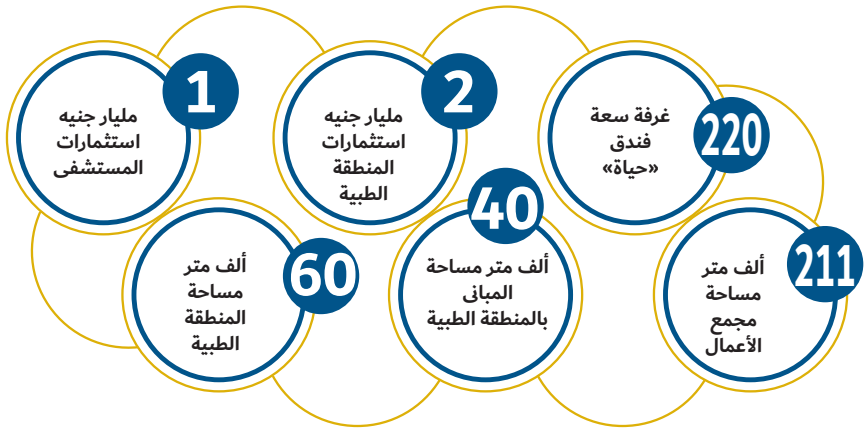 220
غرفة سعة
فندق
«حياة»
2
مليار جنيه
استثمارات
المنطقة
الطبية
1
مليار جنيه
استثمارات
المستشفى
211
ألف متر
مساحة
مجمع
الأعمال
40
ألف متر مساحة
المبانى
بالمنطقة الطبية
60
ألف متر
مساحة
المنطقة
الطبية